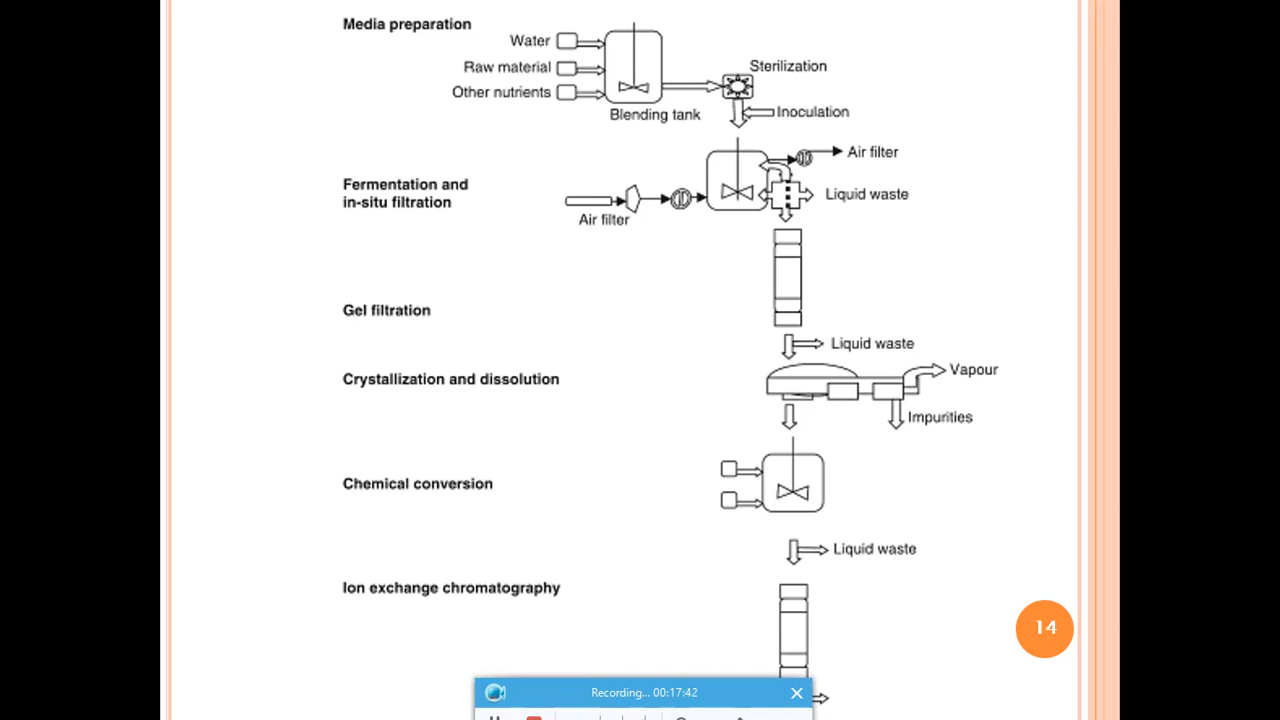 Media preparation
Water
Raw material
Other nutrients
Blending tank
Sterilization
Inoculation
Air filter
Fermentation and
in-situ filtration
Liquid waste
Air filter
Gel filtration
Liquid waste
Crystallization and dissolution
Vapour
Impurities
Chemical conversion
Liquid waste
Ion exchange chromatography
14
Recording... 00:17:42